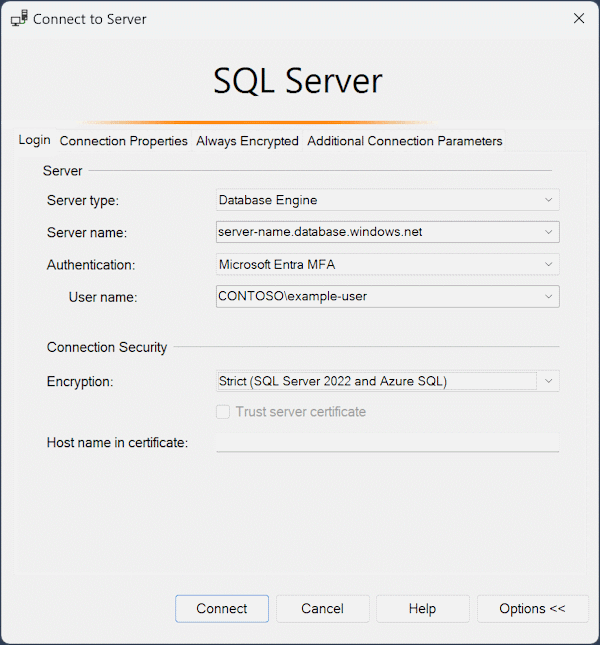 Connect to Server
SQL Server
Login Connection Properties Always Encrypted Additional Connection Parameters
Server
Server type: Database Engine
Server name: server-name.database.windows.net
Authentication: Microsoft Entra MFA
User name: CONTOSO\example-user
Connection Security
Encryption: Strict (SQL Server 2022 and Azure SQL)
Trust server certificate
Host name in certificate:
Connect Cancel Help Options <<